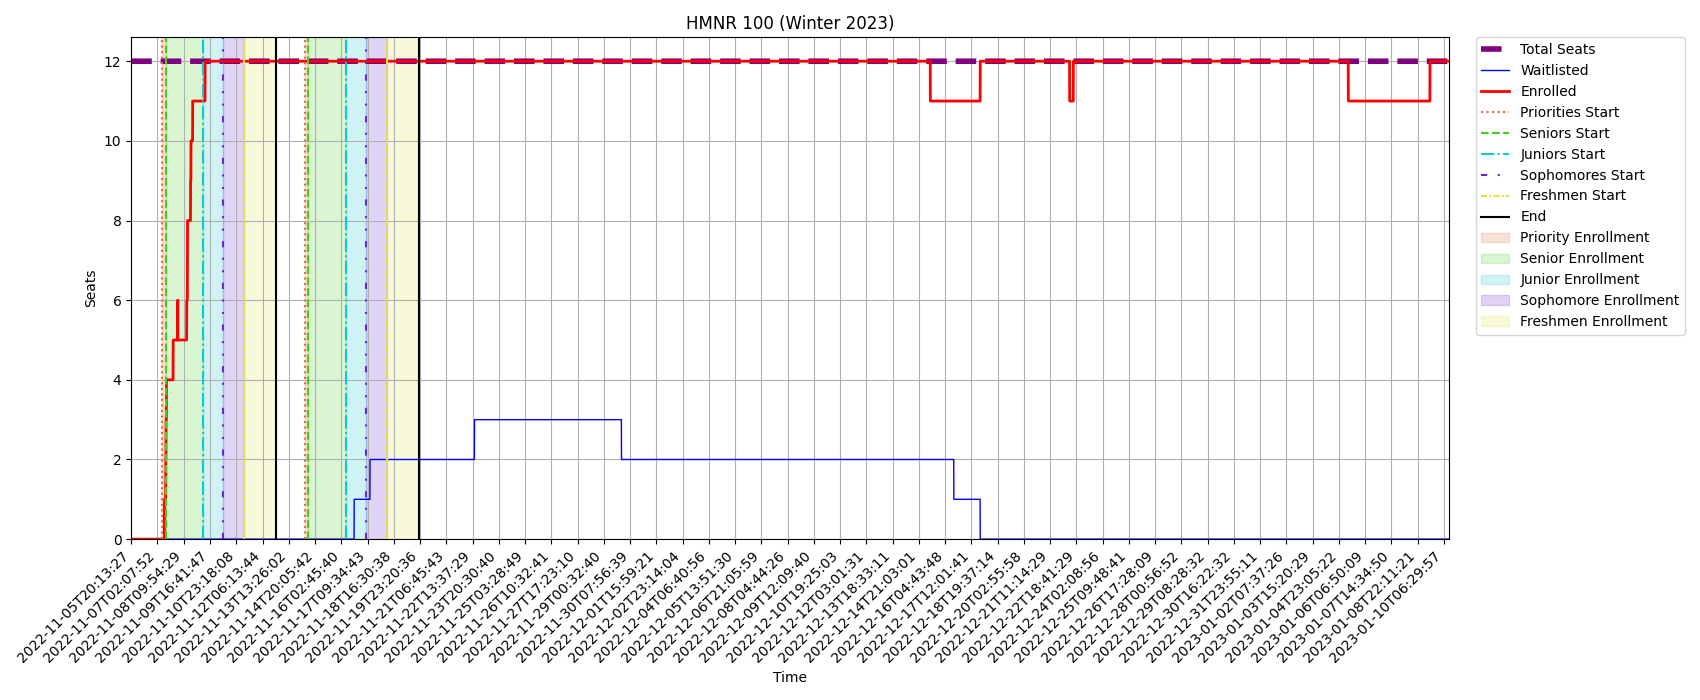 HMNR 100 (Winter 2023)
Seats
12
10
8
6
4
2
0
2022-11-05T20:13:27
2022-11-07T02:07:52
2022-11-08T09:54:29
2022-11-09T16:41:47
2022-11-10T23:18:08
2022-11-12T06:13:44
2022-11-13T13:26:02
2022-11-14T20:05:42
2022-11-16T02:45:40
2022-11-17T09:34:43
2022-11-18T16:30:38
2022-11-19T23:20:36
2022-11-21T06:45:43
2022-11-22T13:37:29
2022-11-23T20:30:40
2022-11-25T03:28:49
2022-11-26T10:32:41
2022-11-27T17:23:10
2022-11-29T00:32:40
2022-11-30T07:56:39
2022-12-01T15:59:21
2022-12-02T23:14:04
2022-12-04T06:40:56
2022-12-05T13:51:30
2022-12-06T21:05:59
2022-12-08T04:44:26
2022-12-09T12:09:40
2022-12-10T19:25:03
2022-12-12T03:01:31
2022-12-13T18:33:11
2022-12-14T21:03:01
2022-12-16T04:43:48
2022-12-17T12:01:41
2022-12-18T19:37:14
2022-12-20T02:55:58
2022-12-21T11:14:29
2022-12-22T18:41:29
2022-12-24T02:08:56
2022-12-25T09:48:41
2022-12-26T17:28:09
2022-12-28T00:56:52
2022-12-29T08:28:32
2022-12-30T16:22:32
2022-12-31T23:55:11
2023-01-02T07:37:26
2023-01-03T15:20:29
2023-01-04T23:05:22
2023-01-06T06:50:09
2023-01-07T14:34:50
2023-01-08T22:11:21
2023-01-10T06:29:57
Time
Total Seats
Waitlisted
Enrolled
Priorities Start
Seniors Start
Juniors Start
Sophomores Start
Freshmen Start
End
Priority Enrollment
Senior Enrollment
Junior Enrollment
Sophomore Enrollment
Freshmen Enrollment